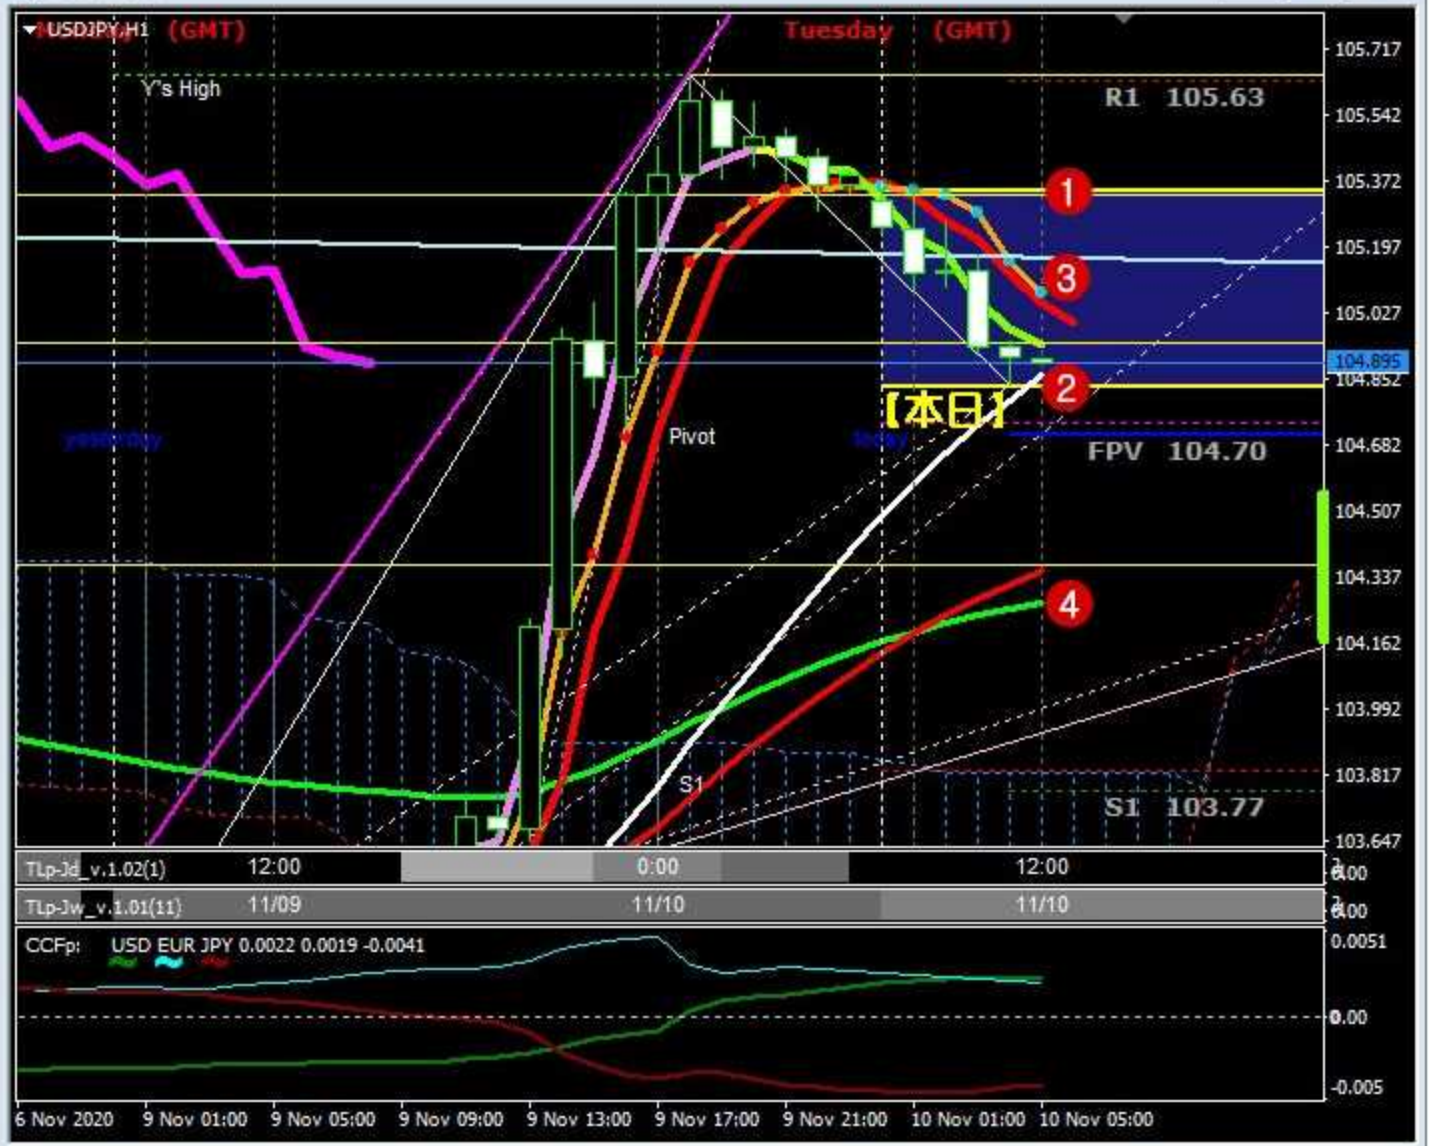 USDJPY,H1
(GMT)
Tuesday (GMT)
105.717
Y's High
R1 105.63
105.542
105.372
1
105.197
3
105.027
104.895
104.852
2
【本日】
yesterday
Pivot
today
FPV 104.70
104.682
104.507
104.337
4
104.162
103.992
103.817
S1
S1 103.77
103.647
TLp-Jd_v.1.02(1)
12:00
0:00
12:00
TLp-Jw_v.1.01(11)
11/09
11/10
11/10
CCFp: USD EUR JPY 0.0022 0.0019 -0.0041
0.0051
0.00
-0.005
6 Nov 2020
9 Nov 01:00
9 Nov 05:00
9 Nov 09:00
9 Nov 13:00
9 Nov 17:00
9 Nov 21:00
10 Nov 01:00
10 Nov 05:00